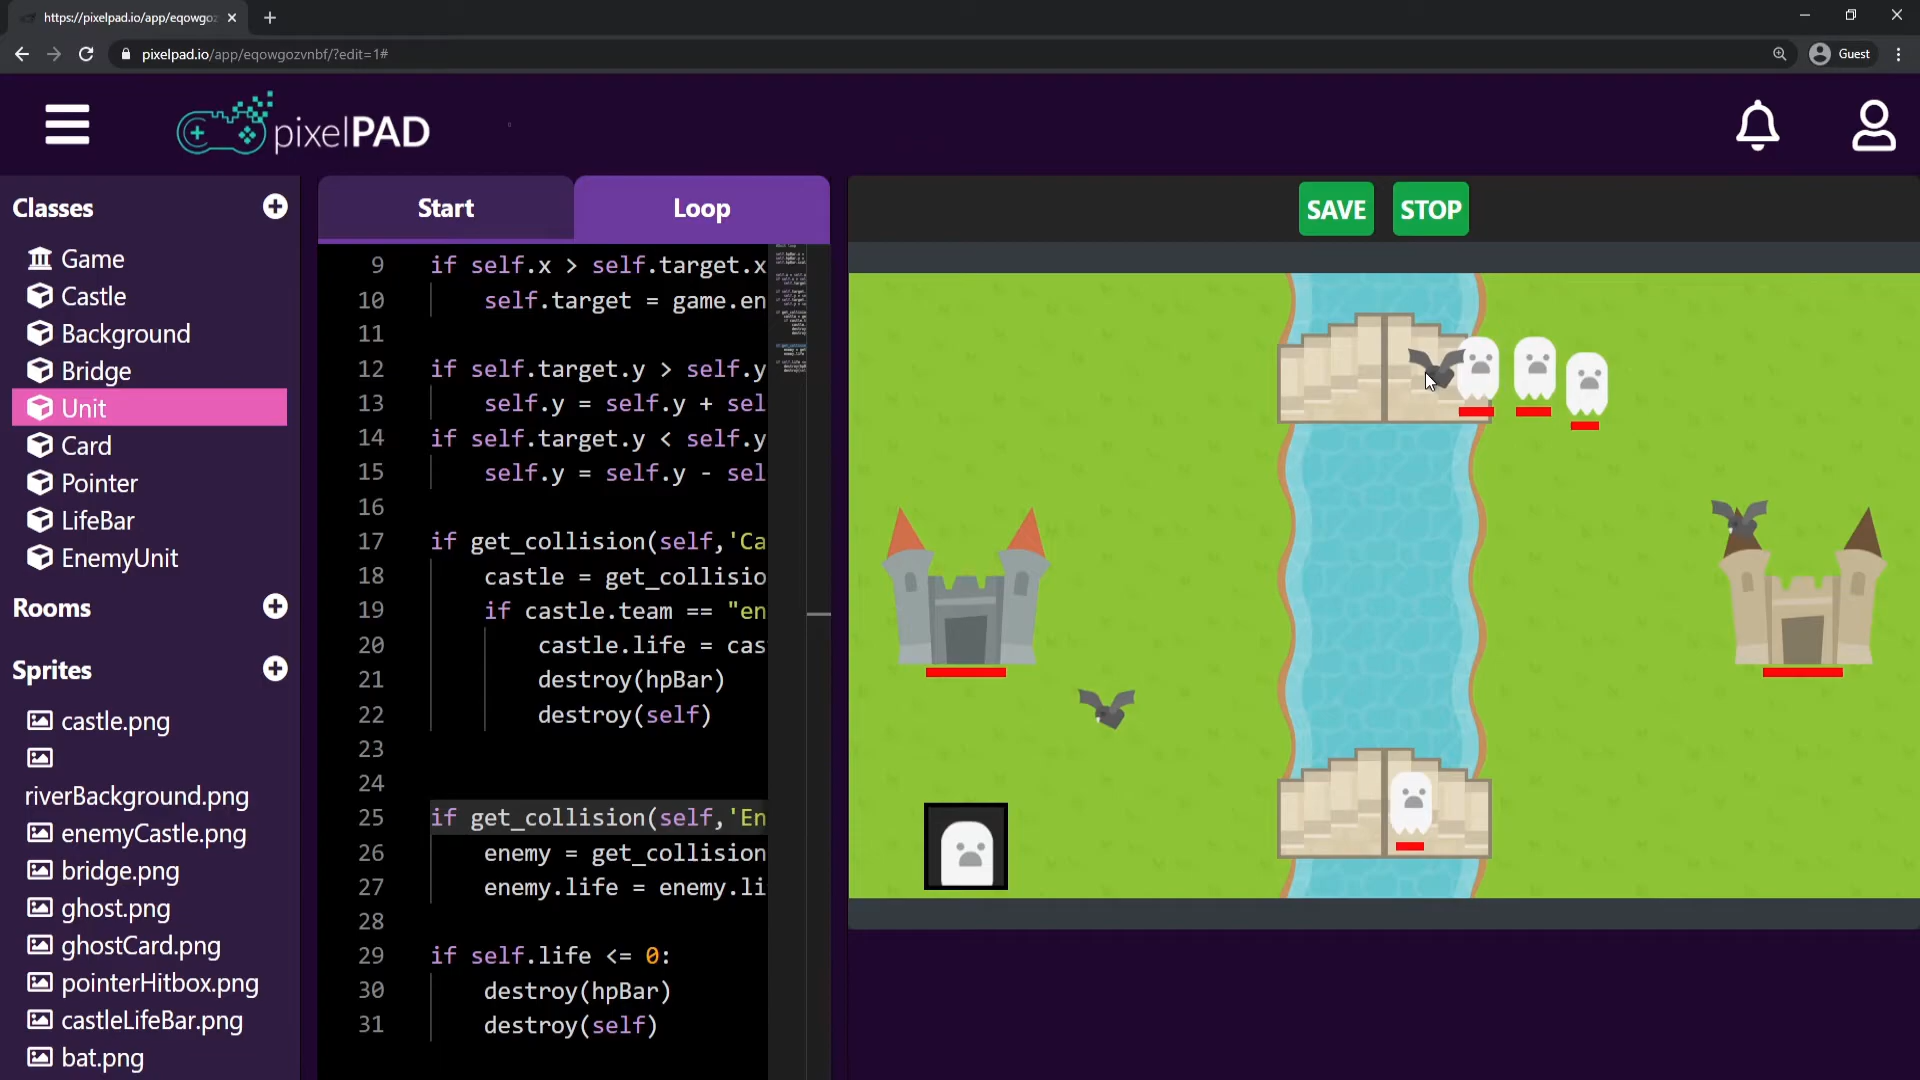 https://pixelpad.io/app/eqowgoz
pixelpad.io/app/eqowgozvnbf/?edit=1#
Guest
pixelPAD
Classes
Game
Castle
Background
Bridge
Unit
Card
Pointer
LifeBar
EnemyUnit
Rooms
Sprites
castle.png
riverBackground.png
enemyCastle.png
bridge.png
ghost.png
ghostCard.png
pointerHitbox.png
castleLifeBar.png
bat.png
Start
Loop
9 if self.x > self.target.x
10 self.target = game.en
11
12 if self.target.y > self.y
13 self.y = self.y + sel
14 if self.target.y < self.y
15 self.y = self.y - sel
16
17 if get_collision(self,'Ca
18 castle = get_collisio
19 if castle.team == "en
20 castle.life = cas
21 destroy(hpBar)
22 destroy(self)
23
24
25 if get_collision(self,'En
26 enemy = get_collision
27 enemy.life = enemy.li
28
29 if self.life <= 0:
30 destroy(hpBar)
31 destroy(self)
SAVE
STOP